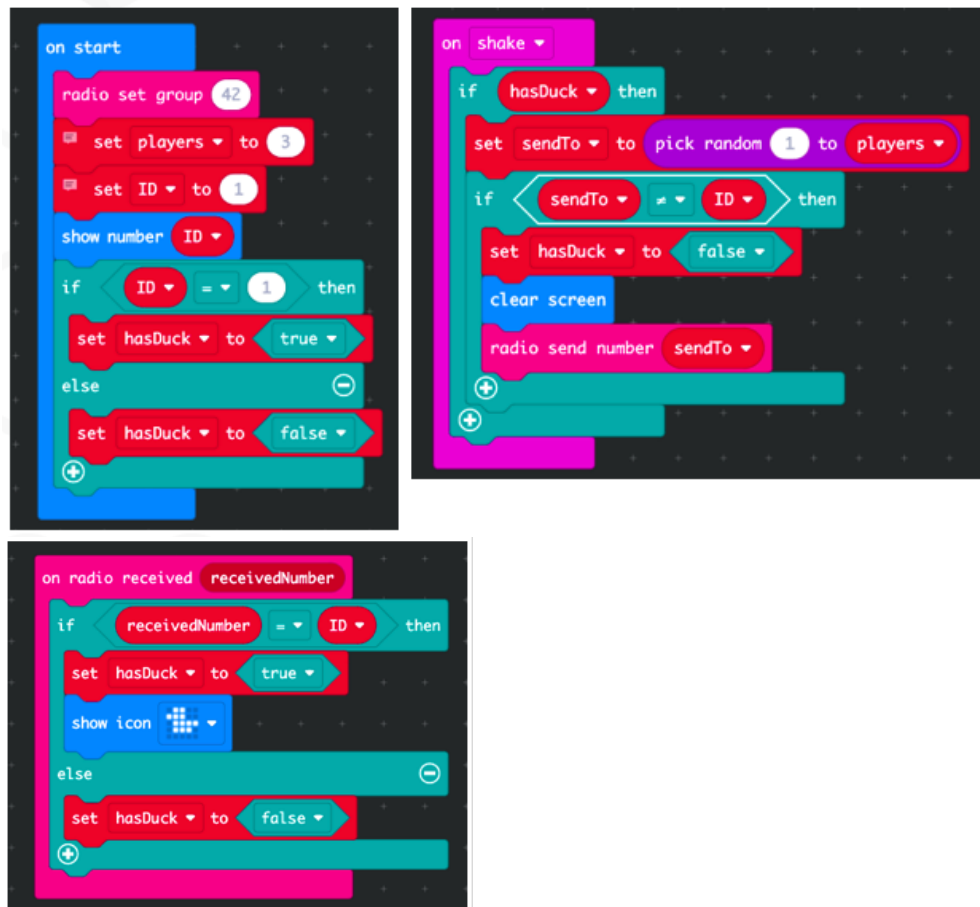 on start
radio set group 42
set players to 3
set ID to 1
show number ID
if ID = 1 then
set hasDuck to true
else
set hasDuck to false
on shake
if hasDuck then
set sendTo to pick random 1 to players
if sendTo ≠ ID then
set hasDuck to false
clear screen
radio send number sendTo
on radio received receivedNumber
if receivedNumber = ID then
set hasDuck to true
show icon
else
set hasDuck to false